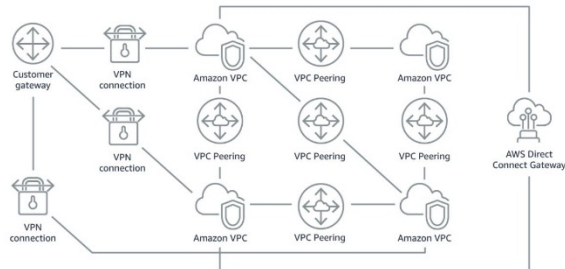 Customer
gateway
VPN
connection
Amazon VPC
VPC Peering
Amazon VPC
VPN
connection
VPC Peering
VPC Peering
VPC Peering
AWS Direct
Connect Gateway
VPN
connection
Amazon VPC
VPC Peering
Amazon VPC